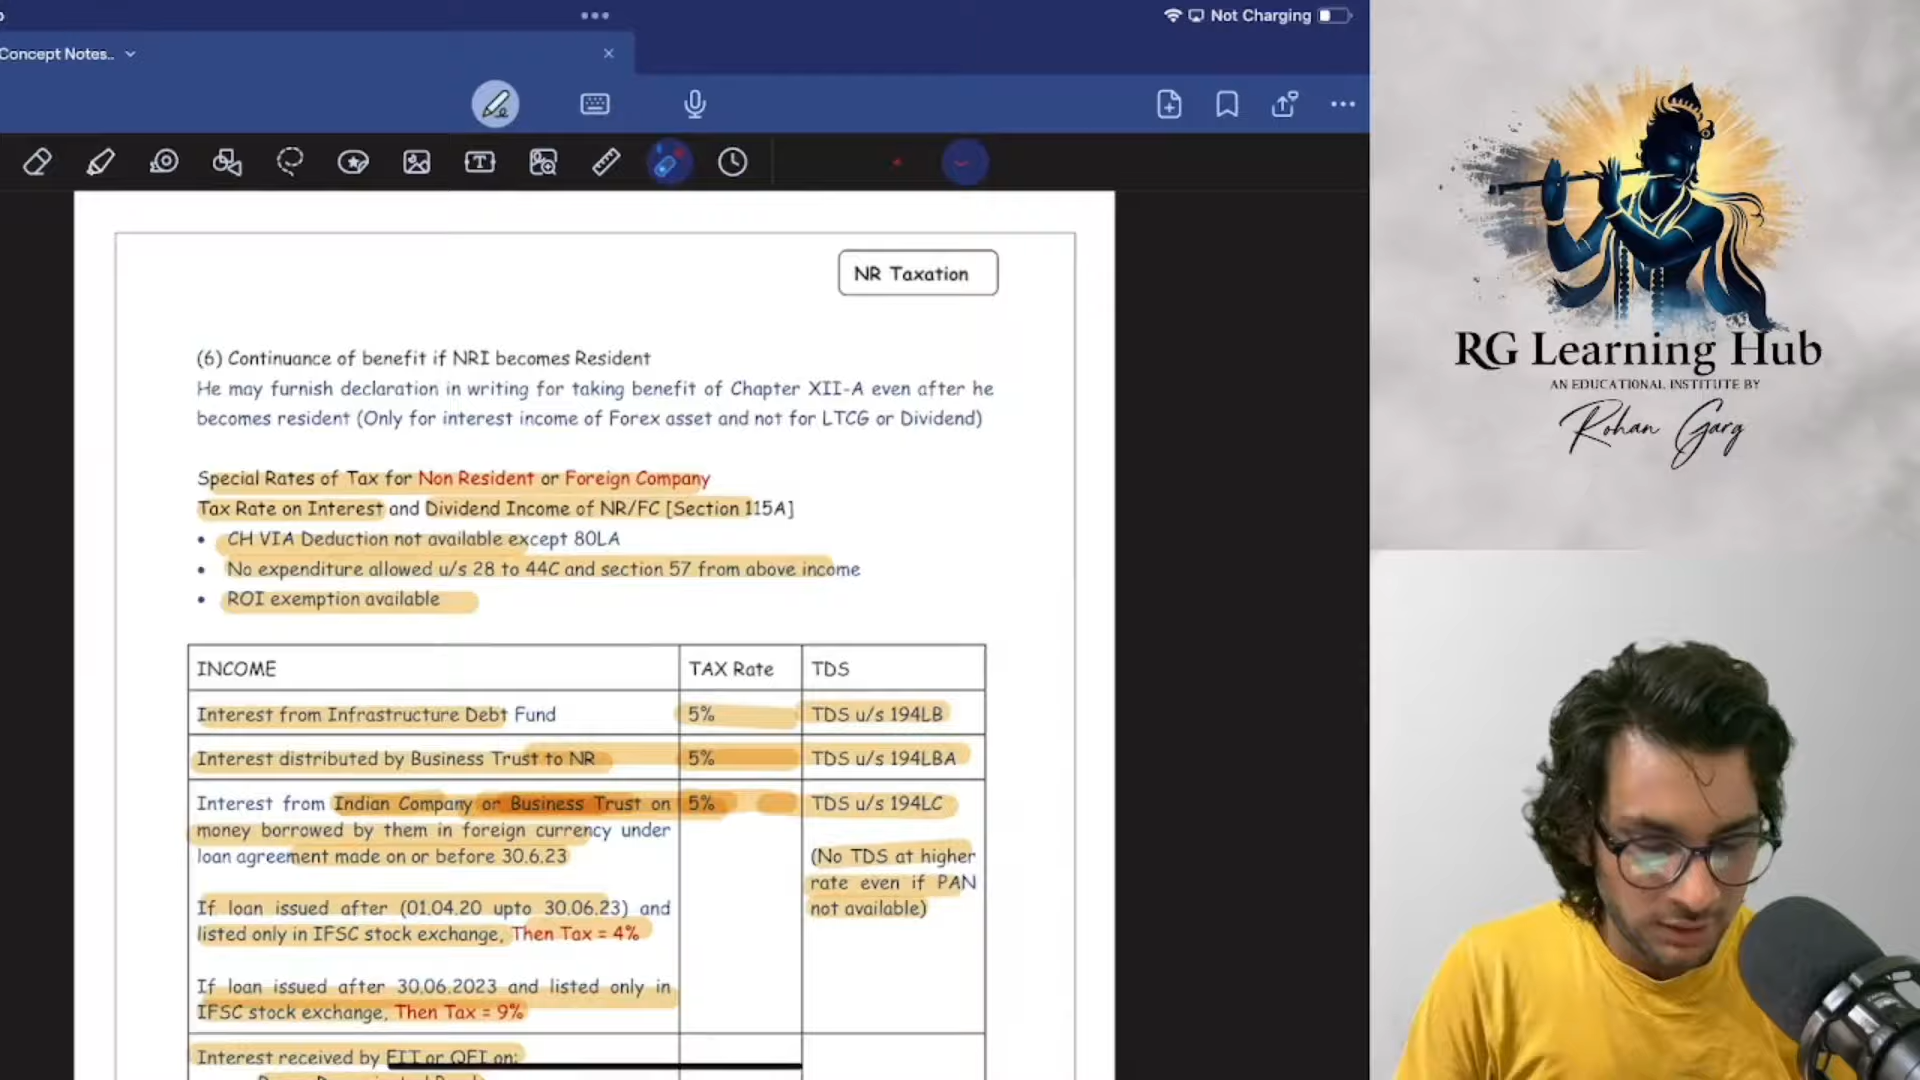 Not Charging
Concept Notes..
NR Taxation
(6) Continuance of benefit if NRI becomes Resident
He may furnish declaration in writing for taking benefit of Chapter XII-A even after he
becomes resident (Only for interest income of Forex asset and not for LTCG or Dividend)
Special Rates of Tax for Non Resident or Foreign Company
Tax Rate on Interest and Dividend Income of NR/FC [Section 115A]
• CH VIA Deduction not available except 80LA
• No expenditure allowed u/s 28 to 44C and section 57 from above income
• ROI exemption available
INCOME TAX Rate TDS
Interest from Infrastructure Debt Fund 5% TDS u/s 194LB
Interest distributed by Business Trust to NR 5% TDS u/s 194LBA
Interest from Indian Company or Business Trust on 5% TDS u/s 194LC
money borrowed by them in foreign currency under
loan agreement made on or before 30.6.23 (No TDS at higher
rate even if PAN
If loan issued after (01.04.20 upto 30.06.23) and not available)
listed only in IFSC stock exchange, Then Tax = 4%
If loan issued after 30.06.2023 and listed only in
IFSC stock exchange, Then Tax = 9%
Interest received by FII or QFI on:
RG Learning Hub
AN EDUCATIONAL INSTITUTE BY
Rohan Garg